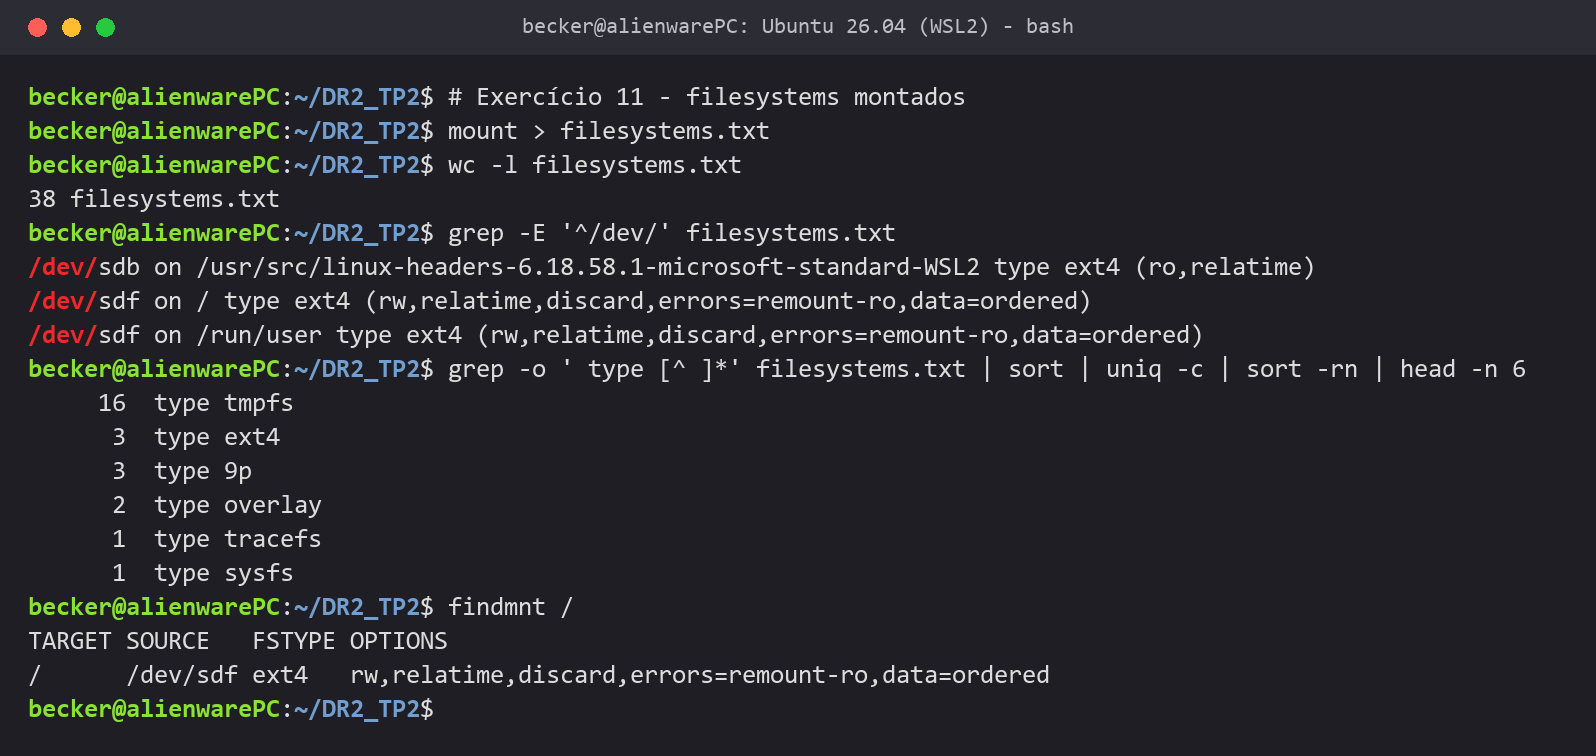 becker@alienwarePC: Ubuntu 26.04 (WSL2) - bash
becker@alienwarePC:~/DR2_TP2$ # Exercício 11 - filesystems montados
becker@alienwarePC:~/DR2_TP2$ mount > filesystems.txt
becker@alienwarePC:~/DR2_TP2$ wc -l filesystems.txt
38 filesystems.txt
becker@alienwarePC:~/DR2_TP2$ grep -E '^/dev/' filesystems.txt
/dev/sdb on /usr/src/linux-headers-6.18.58.1-microsoft-standard-WSL2 type ext4 (ro,relatime)
/dev/sdf on / type ext4 (rw,relatime,discard,errors=remount-ro,data=ordered)
/dev/sdf on /run/user type ext4 (rw,relatime,discard,errors=remount-ro,data=ordered)
becker@alienwarePC:~/DR2_TP2$ grep -o ' type [^ ]*' filesystems.txt | sort | uniq -c | sort -rn | head -n 6
     16  type tmpfs
      3  type ext4
      3  type 9p
      2  type overlay
      1  type tracefs
      1  type sysfs
becker@alienwarePC:~/DR2_TP2$ findmnt /
TARGET SOURCE   FSTYPE OPTIONS
/      /dev/sdf ext4   rw,relatime,discard,errors=remount-ro,data=ordered
becker@alienwarePC:~/DR2_TP2$